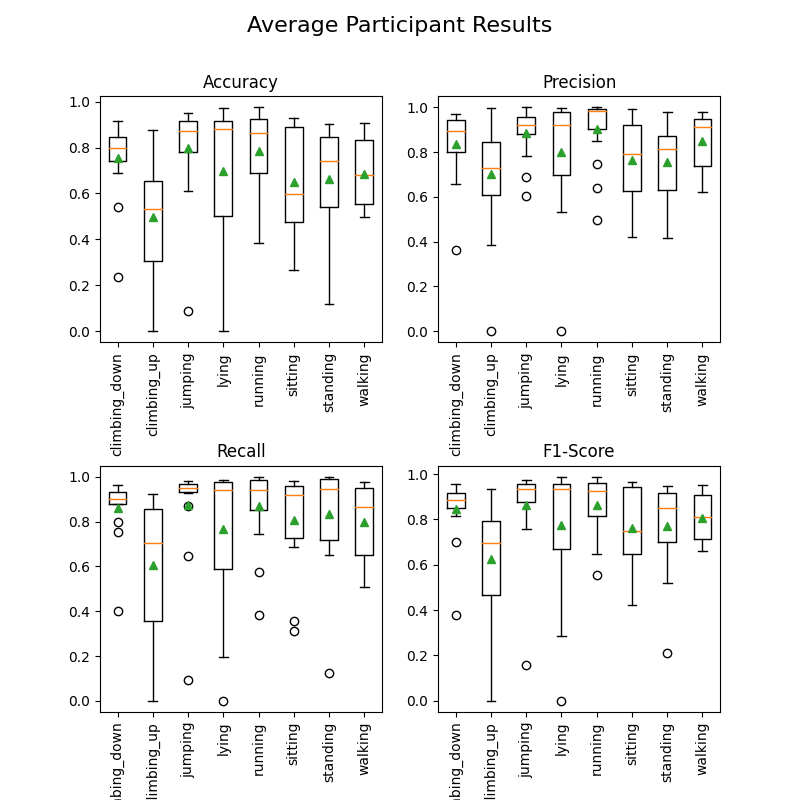 Average Participant Results
Accuracy
1.0
0.8
0.6
0.4
0.2
0.0
climbing_down
climbing_up
jumping
lying
running
sitting
standing
walking
Precision
1.0
0.8
0.6
0.4
0.2
0.0
climbing_down
climbing_up
jumping
lying
running
sitting
standing
walking
Recall
1.0
0.8
0.6
0.4
0.2
0.0
nbing_down
limbing_up
jumping
lying
running
sitting
standing
walking
F1-Score
1.0
0.8
0.6
0.4
0.2
0.0
nbing_down
limbing_up
jumping
lying
running
sitting
standing
walking